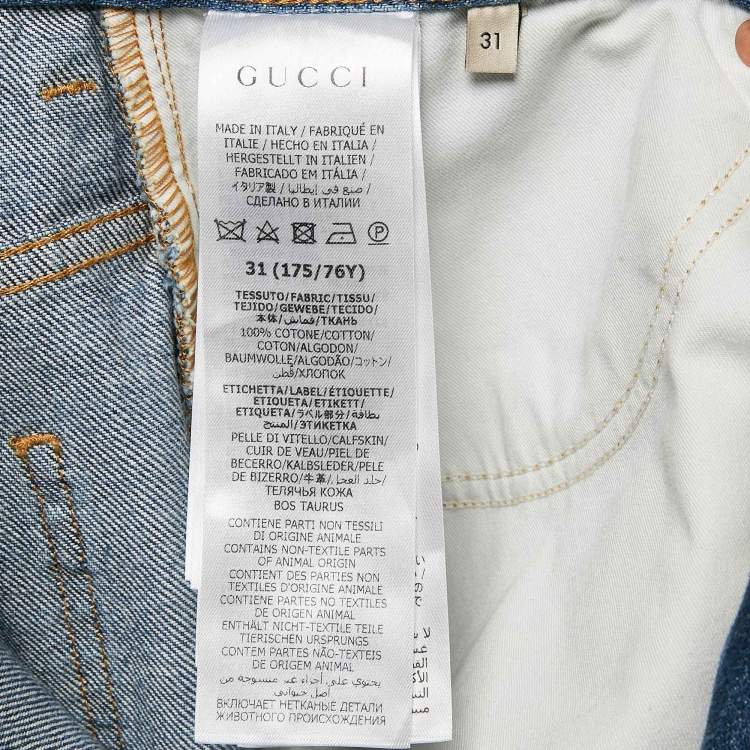 31
GUCCI
MADE IN ITALY / FABRIQUÉ EN
ITALIE / HECHO EN ITALIA /
HERGESTELLT IN ITALIEN /
FABRICADO EM ITÁLIA /
イタリア製 / صنع في إيطاليا /
СДЕЛАНО В ИТАЛИИ
P
31 (175/76Y)
TESSUTO/FABRIC/TISSU/
TEJIDO/GEWEBE/TECIDO/
本体/قماش/ТКАНЬ
100% COTONE/COTTON/
COTON/ALGODON/
BAUMWOLLE/ALGODÃO/コットン/
قطن/ХЛОПОК
ETICHETTA/LABEL/ÉTIQUETTE/
ETIQUETA/ETIKETT/
ETIQUETA/ラベル部分/بطاقة
المنتج/ЭТИКЕТКА
PELLE DI VITELLO/CALFSKIN/
CUIR DE VEAU/PIEL DE
BECERRO/KALBSLEDER/PELE
DE BIZERRO/牛革/جلد العجل/
ТЕЛЯЧЬЯ КОЖА
BOS TAURUS
CONTIENE PARTI NON TESSILI
DI ORIGINE ANIMALE
CONTAINS NON-TEXTILE PARTS
OF ANIMAL ORIGIN
CONTIENT DES PARTIES NON
TEXTILES D'ORIGINE ANIMALE
CONTIENE PARTES NO TEXTILES
DE ORIGEN ANIMAL
ENTHÄLT NICHT-TEXTILE TEILE
TIERISCHEN URSPRUNGS
CONTEM PARTES NÃO-TEXTEIS
DE ORIGEM ANIMAL
يحتوي على أجزاء غير منسوجة من
أصل حيواني
ВКЛЮЧАЕТ НЕТКАНЫЕ ДЕТАЛИ
ЖИВОТНОГО ПРОИСХОЖДЕНИЯ